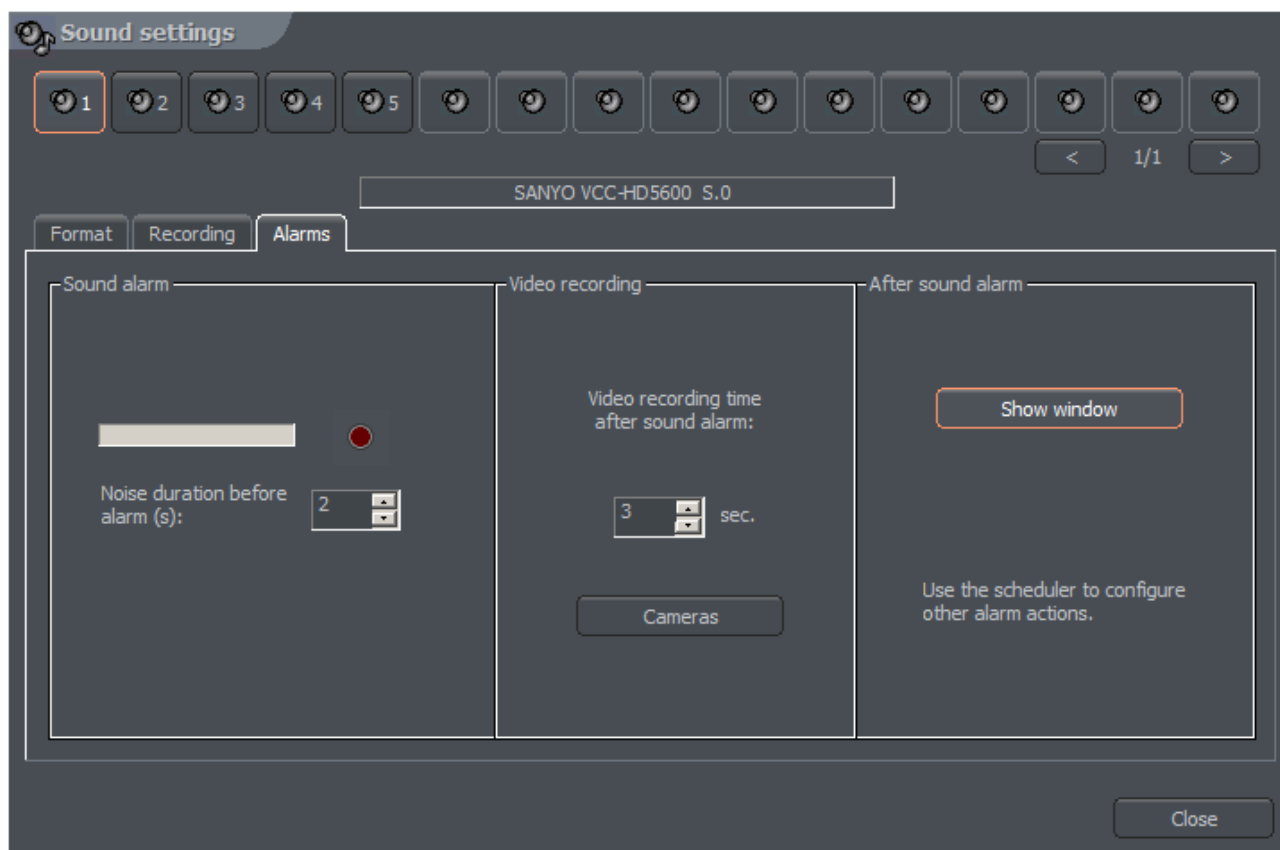 Sound settings
1 2 3 4 5
< 1/1 >
SANYO VCC-HD5600 S.0
Format Recording Alarms
Sound alarm
Noise duration before
alarm (s):
2
Video recording
Video recording time
after sound alarm:
3 sec.
Cameras
After sound alarm
Show window
Use the scheduler to configure
other alarm actions.
Close